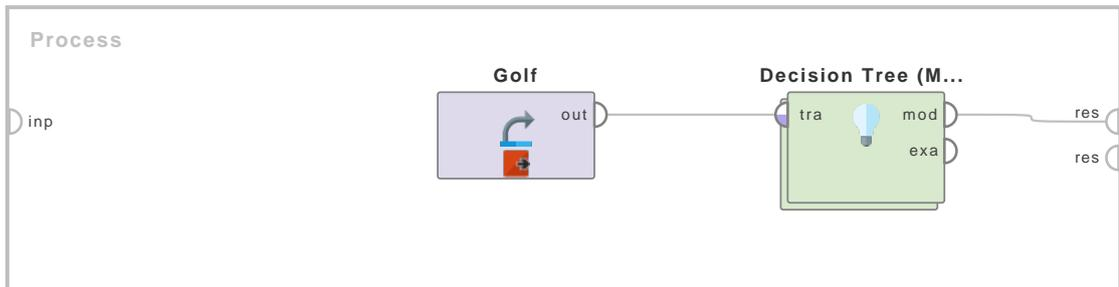 Process
Golf
Decision Tree (M...
inp
out
tra
mod
res
exa
res